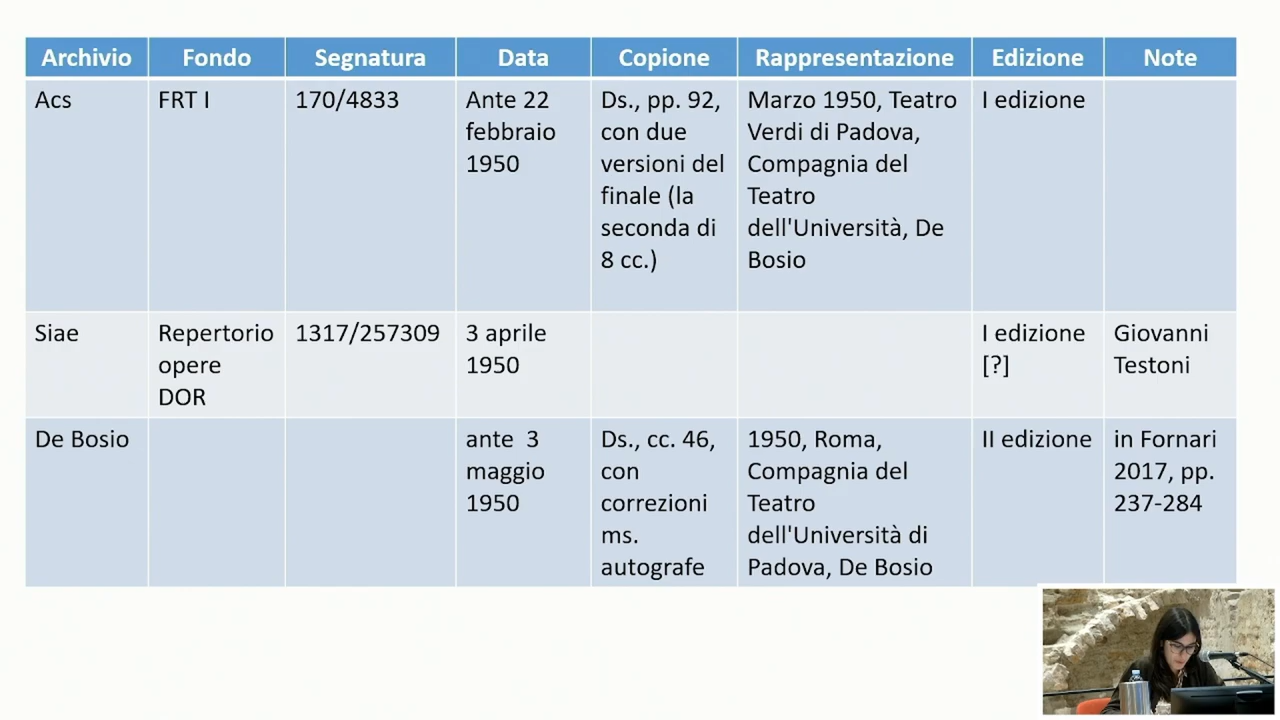 Archivio
Fondo
Segnatura
Data
Copione
Rappresentazione
Edizione
Note
Acs
FRT I
170/4833
Ante 22
febbraio
1950
Ds., pp. 92,
con due
versioni del
finale (la
seconda di
8 cc.)
Marzo 1950, Teatro
Verdi di Padova,
Compagnia del
Teatro
dell'Università, De
Bosio
I edizione
Siae
Repertorio
opere
DOR
1317/257309
3 aprile
1950
I edizione
[?]
Giovanni
Testoni
De Bosio
ante 3
maggio
1950
Ds., cc. 46,
con
correzioni
ms.
autografe
1950, Roma,
Compagnia del
Teatro
dell'Università di
Padova, De Bosio
II edizione
in Fornari
2017, pp.
237-284